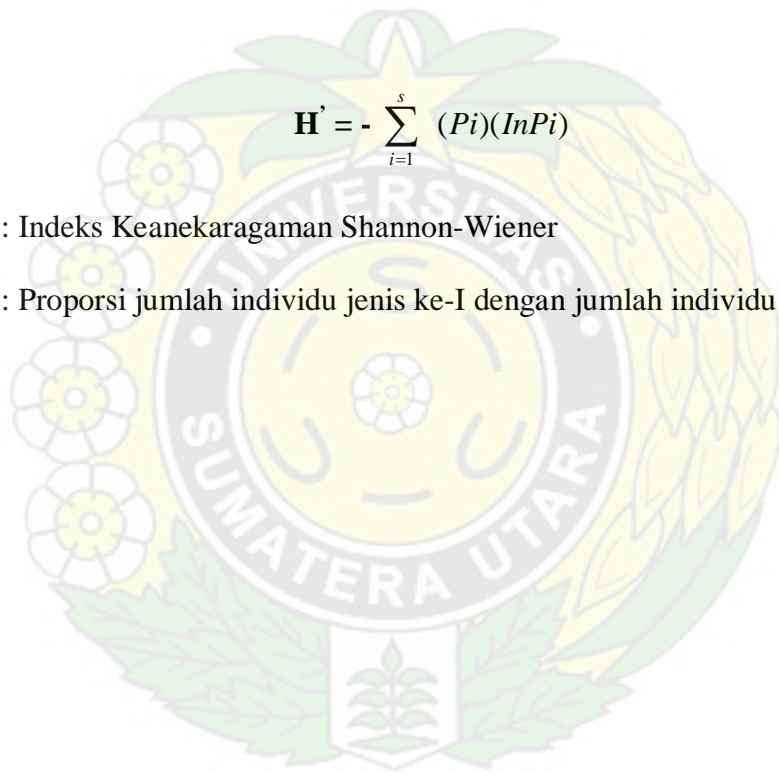 H’ = - s∑i=1 (Pi)(InPi)
: Indeks Keanekaragaman Shannon-Wiener
: Proporsi jumlah individu jenis ke-I dengan jumlah individu
UNIVERSITAS
SUMATERA UTARA